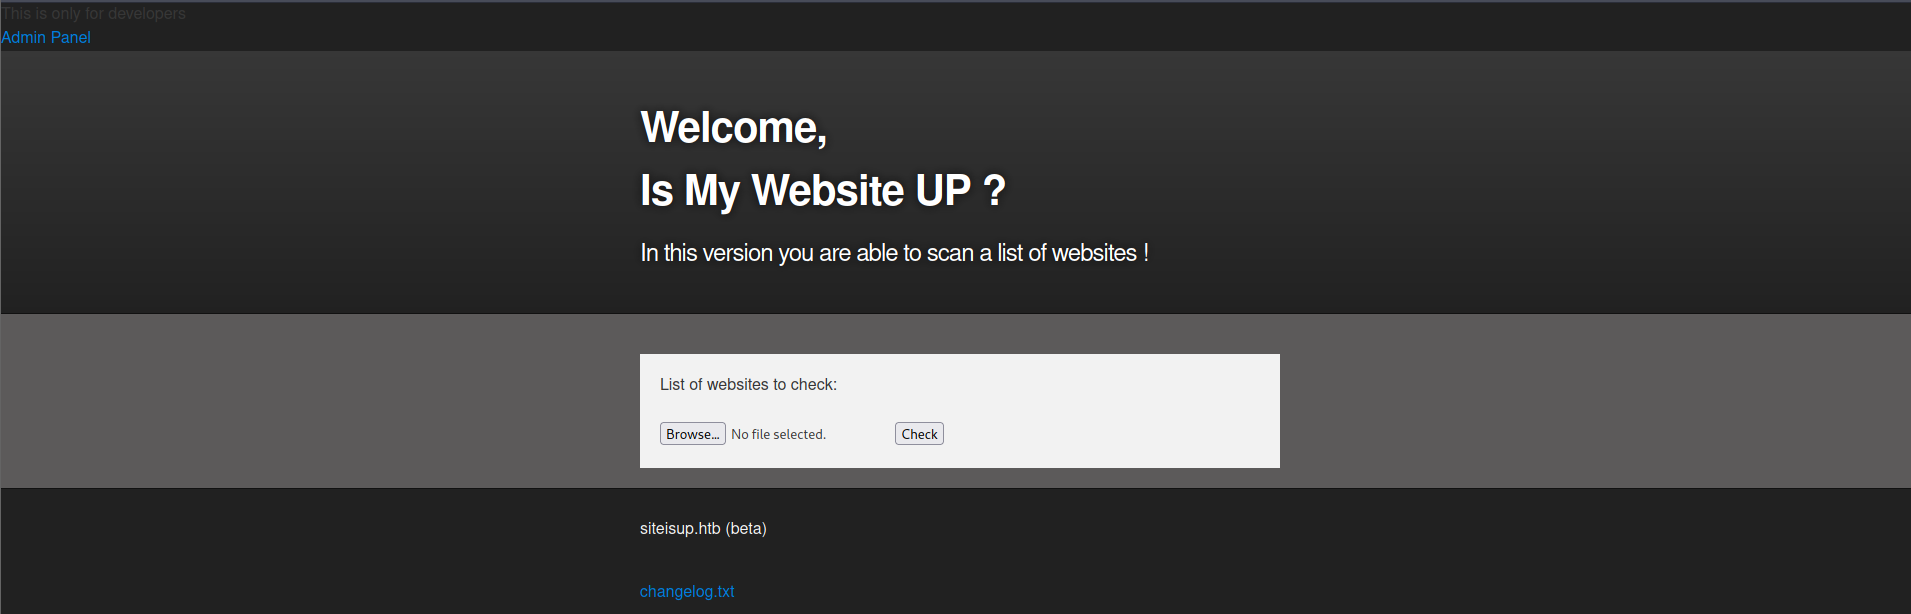 This is only for developers
Admin Panel
Welcome,
Is My Website UP ?
In this version you are able to scan a list of websites !
List of websites to check:
Browse... No file selected. Check
siteisup.htb (beta)
changelog.txt